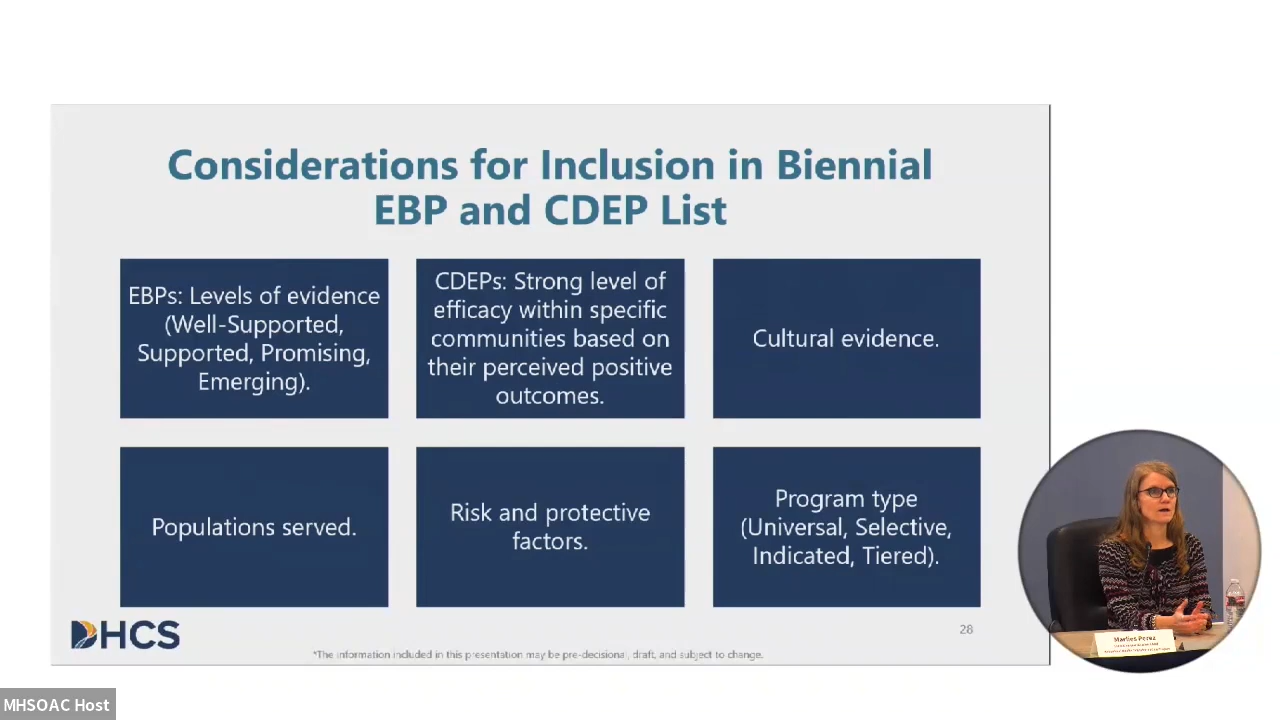 Considerations for Inclusion in Biennial
EBP and CDEP List
EBPs: Levels of evidence
(Well-Supported,
Supported, Promising,
Emerging).
CDEPs: Strong level of
efficacy within specific
communities based on
their perceived positive
outcomes.
Cultural evidence.
Populations served.
Risk and protective
factors.
Program type
(Universal, Selective,
Indicated, Tiered).
DHCS
28
*The information included in this presentation may be pre-decisional, draft, and subject to change.
Marlies Perez
MHSOAC Host